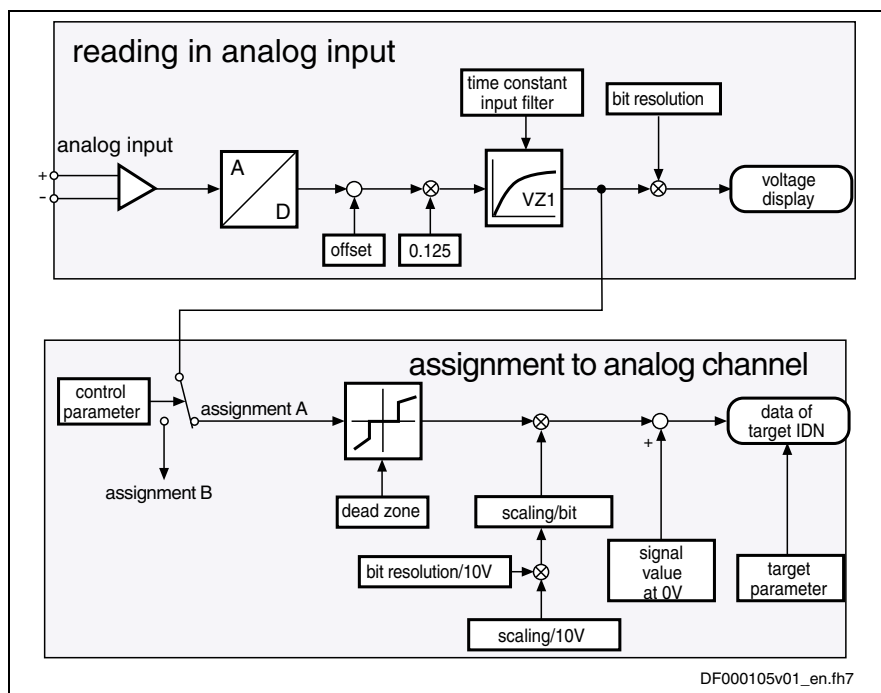 reading in analog input
time constant
input filter
bit resolution
analog input
+
-
A
D
VZ1
voltage
display
offset
0.125
assignment to analog channel
control
parameter
assignment A
data of
target IDN
+
assignment B
dead zone
scaling/bit
bit resolution/10V
signal
value
at 0V
target
parameter
scaling/10V
DF000105v01_en.fh7